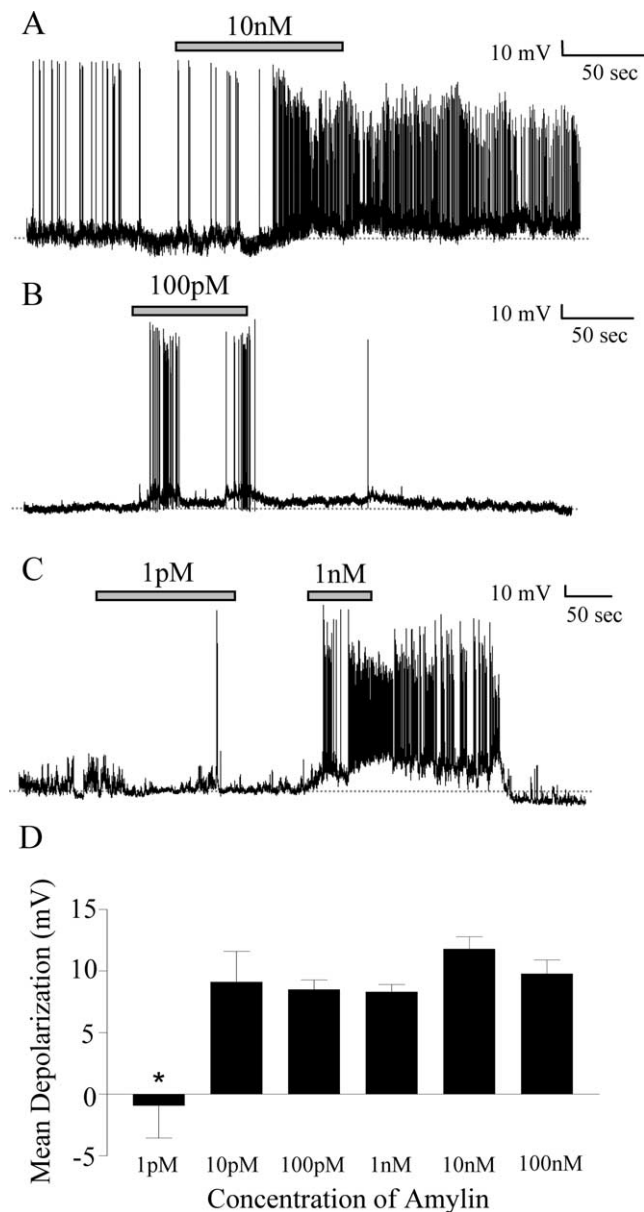 A
10nM
10 mV
50 sec
B
100pM
10 mV
50 sec
C
1pM
1nM
10 mV
50 sec
D
Mean Depolarization (mV)
15
10
5
0
-5
*
1pM 10pM 100pM 1nM 10nM 100nM
Concentration of Amylin